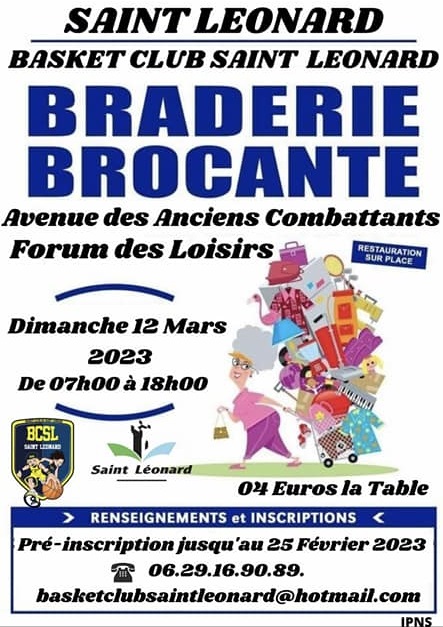 SAINT LEONARD
BASKET CLUB SAINT LEONARD
BRADERIE
BROCANTE
Avenue des Anciens Combattants
Forum des Loisirs
RESTAURATION
SUR PLACE
Dimanche 12 Mars
2023
De 07h00 à 18h00
BCSL
SAINT LEONARD
Saint Léonard
04 Euros la Table
> RENSEIGNEMENTS et INSCRIPTIONS <
Pré-inscription jusqu'au 25 Février 2023
☎ 06.29.16.90.89.
basketclubsaintleonard@hotmail.com
IPNS